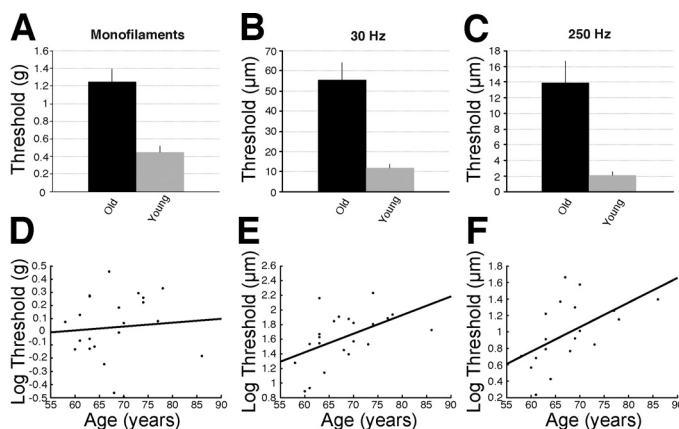 A
Monofilaments
Threshold (g)
1.6
1.4
1.2
1
0.8
0.6
0.4
0.2
0
Old
Young
B
30 Hz
Threshold (μm)
70
60
50
40
30
20
10
0
Old
Young
C
250 Hz
Threshold (μm)
18
16
14
12
10
8
6
4
2
0
Old
Young
D
Log Threshold (g)
0.5
0.4
0.3
0.2
0.1
0
-0.1
-0.2
-0.3
-0.4
-0.5
55 60 65 70 75 80 85 90
Age (years)
E
Log Threshold (μm)
2.6
2.4
2.2
2
1.8
1.6
1.4
1.2
1.0
0.8
55 60 65 70 75 80 85 90
Age (years)
F
Log Threshold (μm)
1.8
1.6
1.4
1.2
1
0.8
0.6
0.4
0.2
55 60 65 70 75 80 85 90
Age (years)